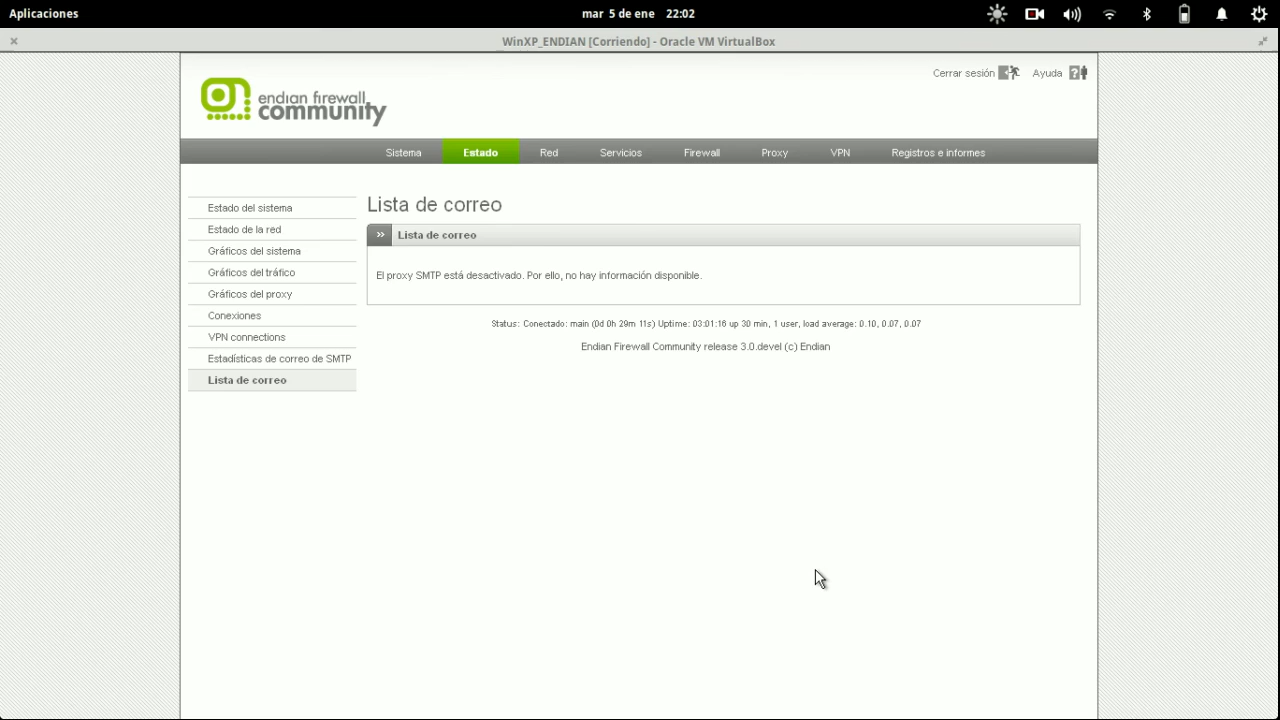 Aplicaciones
mar 5 de ene 22:02
WinXP_ENDIAN [Corriendo] - Oracle VM VirtualBox
Cerrar sesión
Ayuda
endian firewall
community
Sistema
Estado
Red
Servicios
Firewall
Proxy
VPN
Registros e informes
Estado del sistema
Estado de la red
Gráficos del sistema
Gráficos del tráfico
Gráficos del proxy
Conexiones
VPN connections
Estadísticas de correo de SMTP
Lista de correo
Lista de correo
Lista de correo
El proxy SMTP está desactivado. Por ello, no hay información disponible.
Status: Conectado: main (0d 0h 29m 11s) Uptime: 03:01:16 up 30 min, 1 user, load average: 0.10, 0.07, 0.07
Endian Firewall Community release 3.0.devel (c) Endian